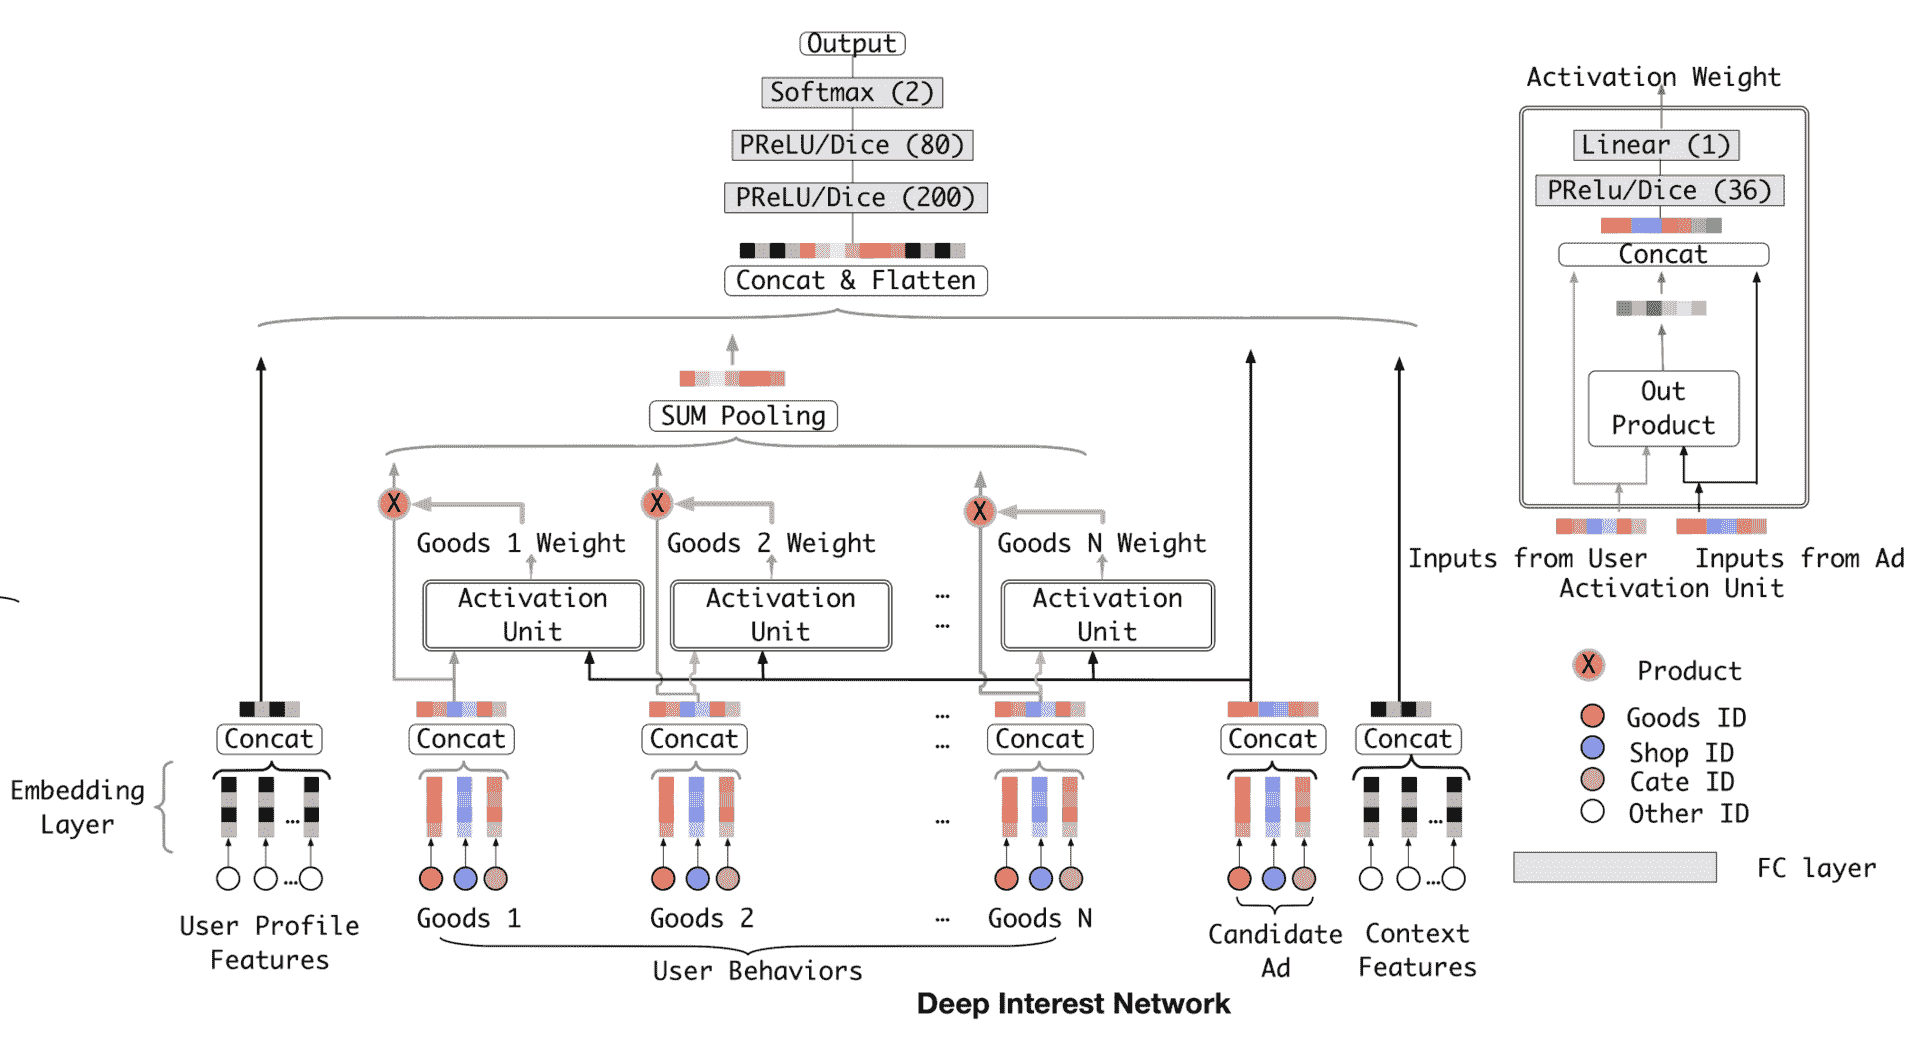 Output
Softmax (2)
PReLU/Dice (80)
PReLU/Dice (200)
Concat & Flatten
SUM Pooling
X
X
X
Goods 1 Weight
Goods 2 Weight
Goods N Weight
Activation
Unit
Activation
Unit
...
...
Activation
Unit
Concat
Concat
Concat
...
...
Concat
Concat
Concat
Embedding
Layer
...
...
...
...
...
User Profile
Features
Goods 1
Goods 2
...
Goods N
User Behaviors
Candidate
Ad
Context
Features
Deep Interest Network
Activation Weight
Linear (1)
PRelu/Dice (36)
Concat
Out
Product
Inputs from User
Inputs from Ad
Activation Unit
X
Product
Goods ID
Shop ID
Cate ID
Other ID
FC layer